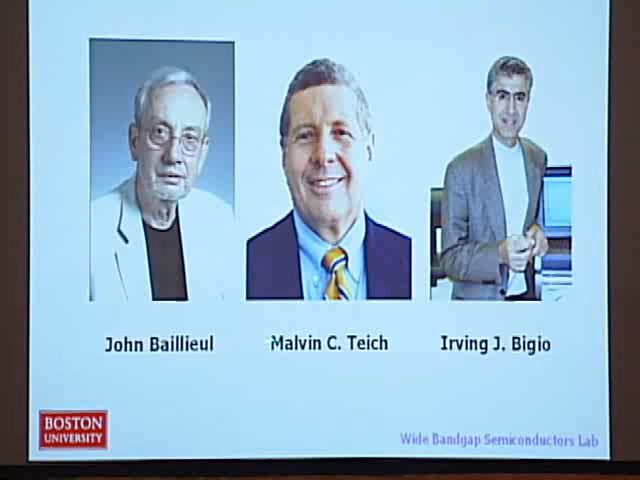 John Baillieul
Malvin C. Teich
Irving J. Bigio
BOSTON
UNIVERSITY
Wide Bandgap Semiconductors Lab